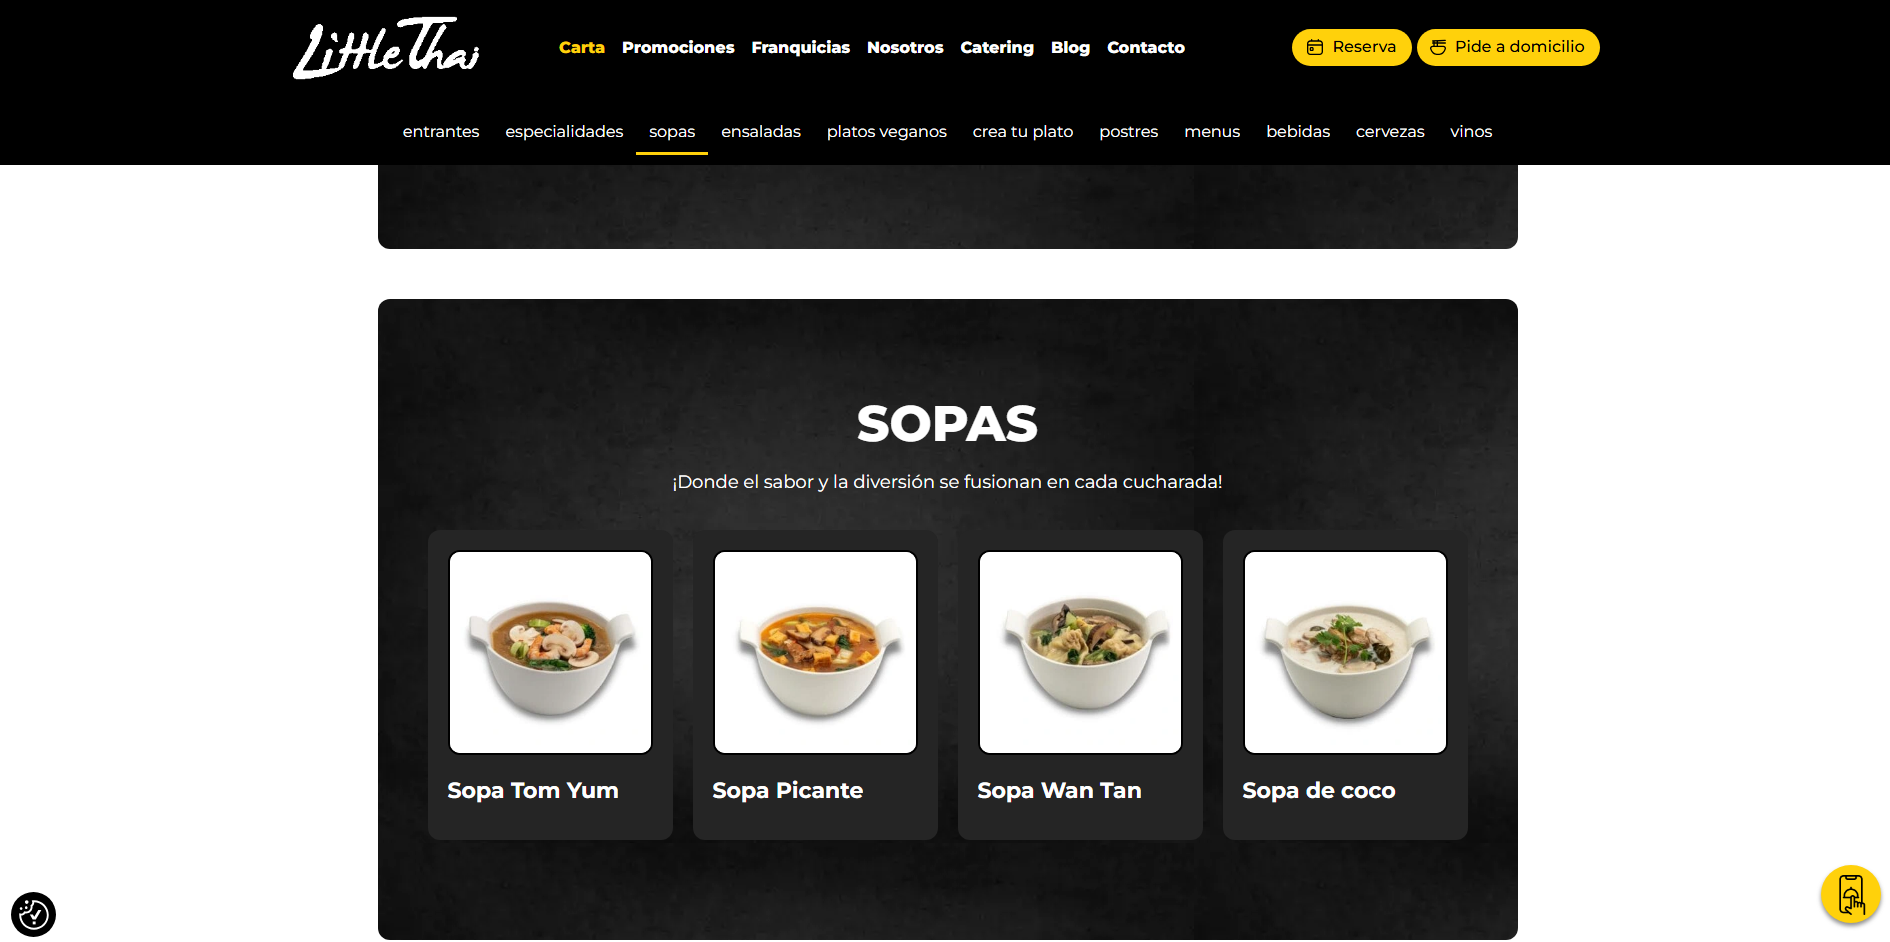 Little Thai
Carta Promociones Franquicias Nosotros Catering Blog Contacto
Reserva Pide a domicilio
entrantes especialidades sopas ensaladas platos veganos crea tu plato postres menus bebidas cervezas vinos
SOPAS
¡Donde el sabor y la diversión se fusionan en cada cucharada!
Sopa Tom Yum
Sopa Picante
Sopa Wan Tan
Sopa de coco